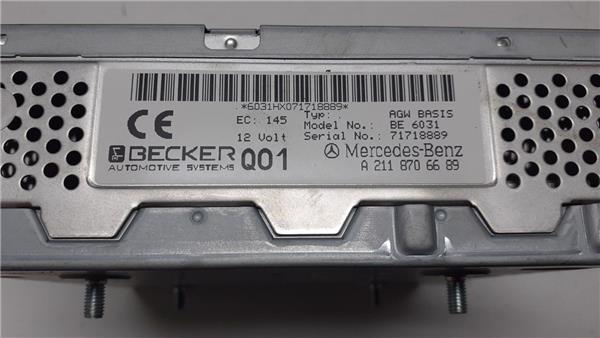 *6031HX071718889*
CE EC: 145 Typ: AGW BASIS
Model No.: BE 6031
12 Volt Serial No.: 71718889
BECKER Q01 Mercedes-Benz
AUTOMOTIVE SYSTEMS A 211 870 66 89